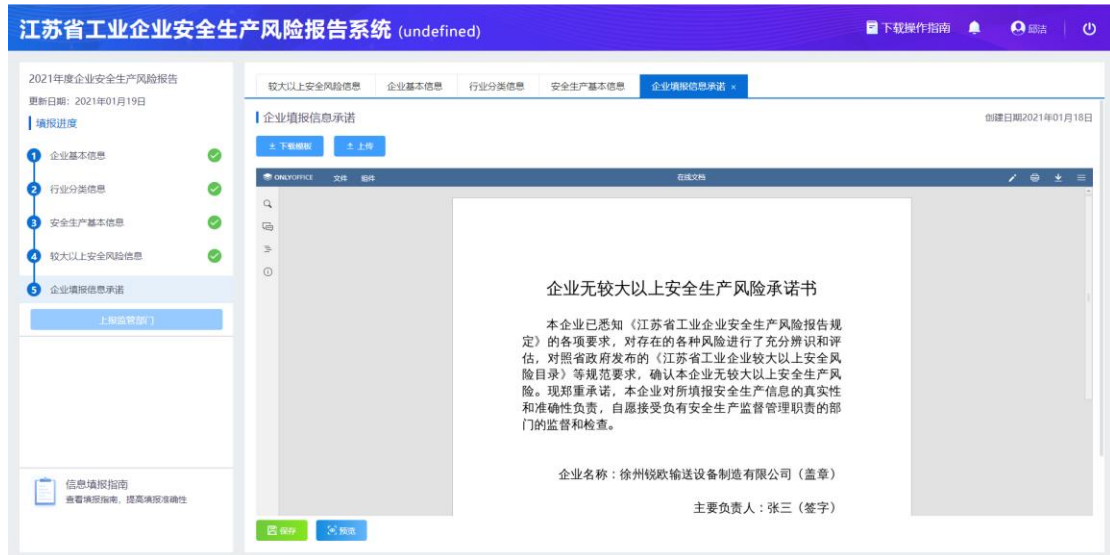 江苏省工业企业安全生产风险报告系统 (undefined)
下载操作指南
邱洁
2021年度企业安全生产风险报告
更新日期：2021年01月19日
填报进度
1 企业基本信息
2 行业分类信息
3 安全生产基本信息
4 较大以上安全风险信息
5 企业填报信息承诺
上报监管部门
信息填报指南
查看填报指南，提高填报准确性
较大以上安全风险信息 企业基本信息 行业分类信息 安全生产基本信息 企业填报信息承诺 ×
企业填报信息承诺
创建日期2021年01月18日
下载模板 上传
ONLYOFFICE 文件 插件 在线文档
企业无较大以上安全生产风险承诺书
本企业已悉知《江苏省工业企业安全生产风险报告规
定》的各项要求，对存在的各种风险进行了充分辨识和评
估，对照省政府发布的《江苏省工业企业较大以上安全风
险目录》等规范要求，确认本企业无较大以上安全生产风
险。现郑重承诺，本企业对所填报安全生产信息的真实性
和准确性负责，自愿接受负有安全生产监督管理职责的部
门的监督和检查。
企业名称：徐州锐欧输送设备制造有限公司（盖章）
主要负责人：张三（签字）
保存 预览